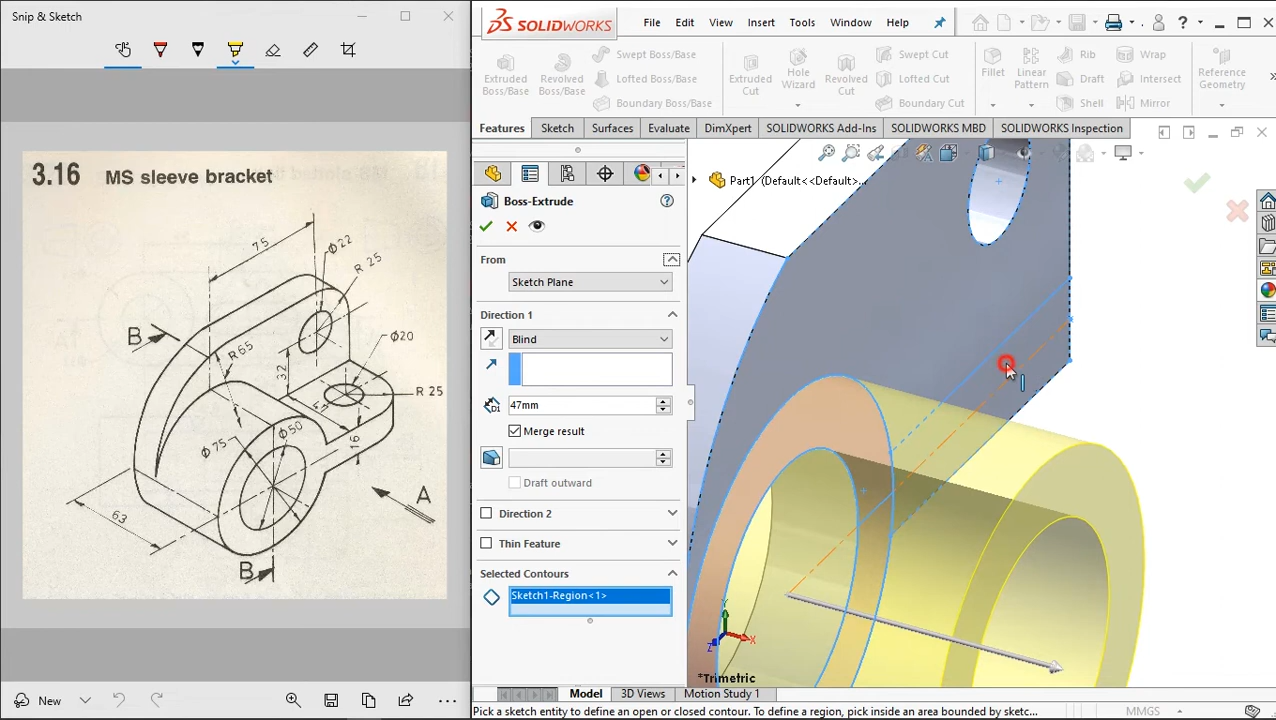 Snip & Sketch
3.16 MS sleeve bracket
75
Φ22
R 25
B
R65
32
Φ20
R 25
Φ75
Φ50
16
63
A
B
New
SOLIDWORKS
File Edit View Insert Tools Window Help
Extruded Boss/Base
Revolved Boss/Base
Swept Boss/Base
Lofted Boss/Base
Boundary Boss/Base
Extruded Cut
Hole Wizard
Revolved Cut
Swept Cut
Lofted Cut
Boundary Cut
Fillet
Linear Pattern
Rib
Draft
Shell
Wrap
Intersect
Mirror
Reference Geometry
Features Sketch Surfaces Evaluate DimXpert SOLIDWORKS Add-Ins SOLIDWORKS MBD SOLIDWORKS Inspection
Boss-Extrude
From
Sketch Plane
Direction 1
Blind
D1
47mm
Merge result
Draft outward
Direction 2
Thin Feature
Selected Contours
Sketch1-Region<1>
Part1 (Default<<Default>...
Y
X
Z
*Trimetric
Model 3D Views Motion Study 1
Pick a sketch entity to define an open or closed contour. To define a region, pick inside an area bounded by sketc...
MMGS